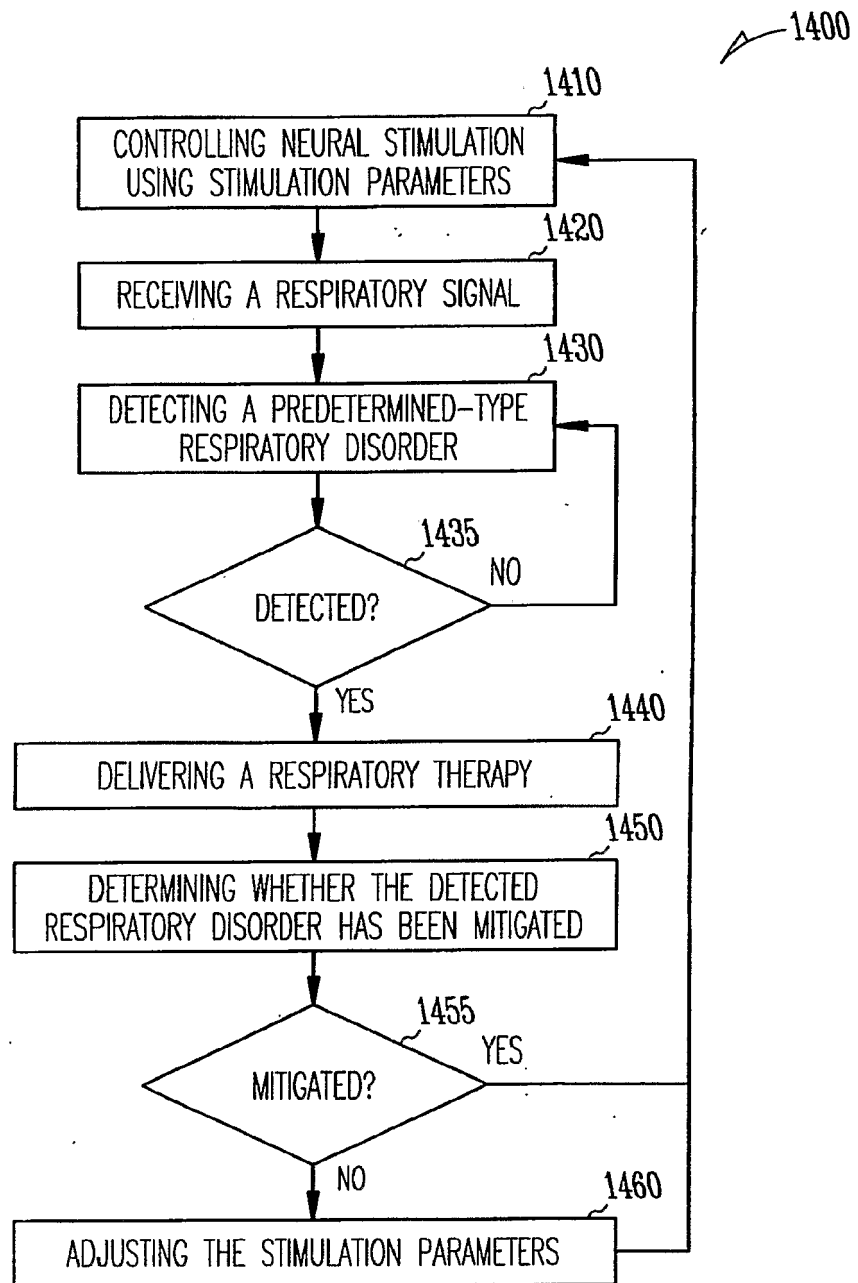 1400
1410
CONTROLLING NEURAL STIMULATION
USING STIMULATION PARAMETERS
1420
RECEIVING A RESPIRATORY SIGNAL
1430
DETECTING A PREDETERMINED-TYPE
RESPIRATORY DISORDER
1435
DETECTED?
NO
YES
1440
DELIVERING A RESPIRATORY THERAPY
1450
DETERMINING WHETHER THE DETECTED
RESPIRATORY DISORDER HAS BEEN MITIGATED
1455
MITIGATED?
YES
NO
1460
ADJUSTING THE STIMULATION PARAMETERS